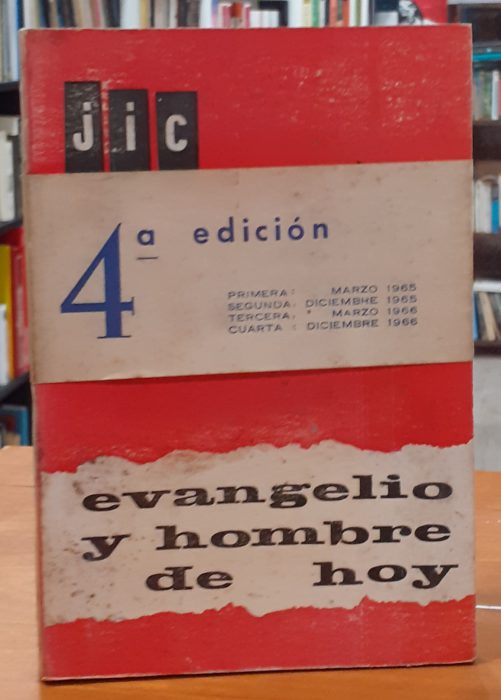 jic
4ª edición
PRIMERA: MARZO 1965
SEGUNDA. DICIEMBRE 1965
TERCERA. MARZO 1966
CUARTA : DICIEMBRE 1966
evangelio
y hombre
de hoy